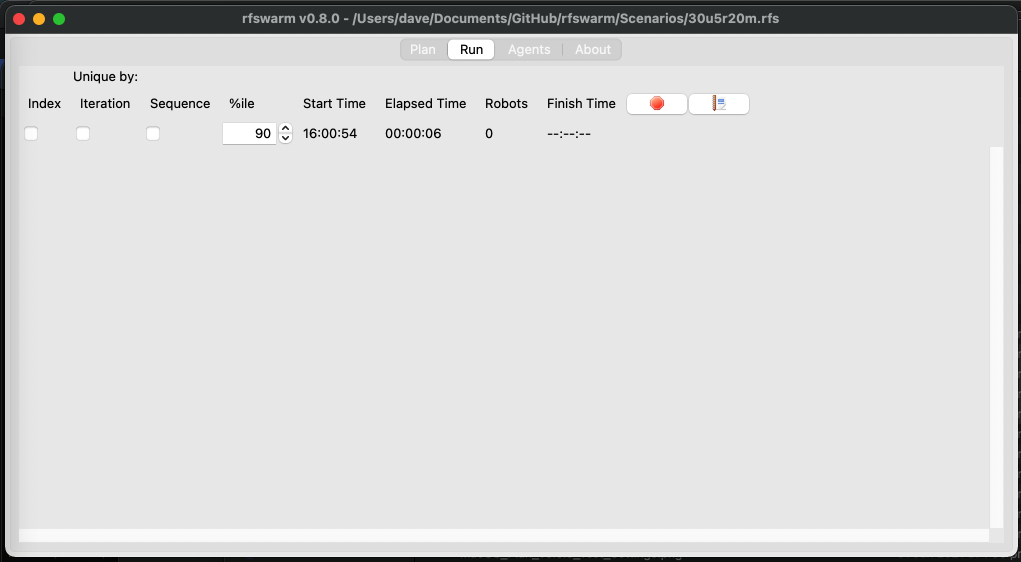 rfswarm v0.8.0 - /Users/dave/Documents/GitHub/rfswarm/Scenarios/30u5r20m.rfs
Plan Run Agents About
Unique by:
Index Iteration Sequence %ile Start Time Elapsed Time Robots Finish Time
90 16:00:54 00:00:06 0 --:--:--